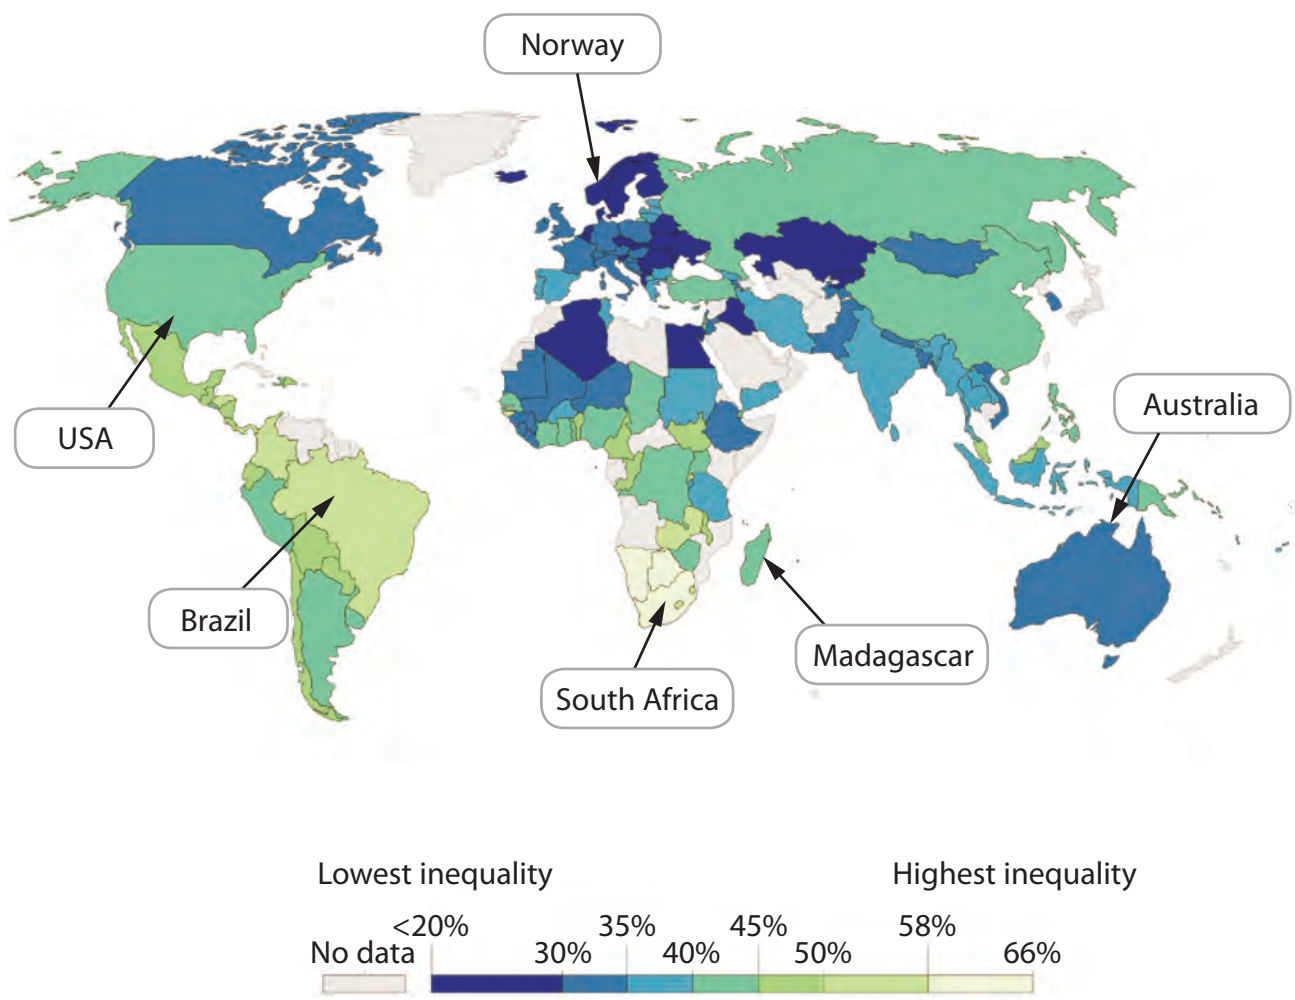 Norway
USA
Australia
Brazil
Madagascar
South Africa
Lowest inequality
Highest inequality
<20%
35%
45%
58%
No data
30%
40%
50%
66%